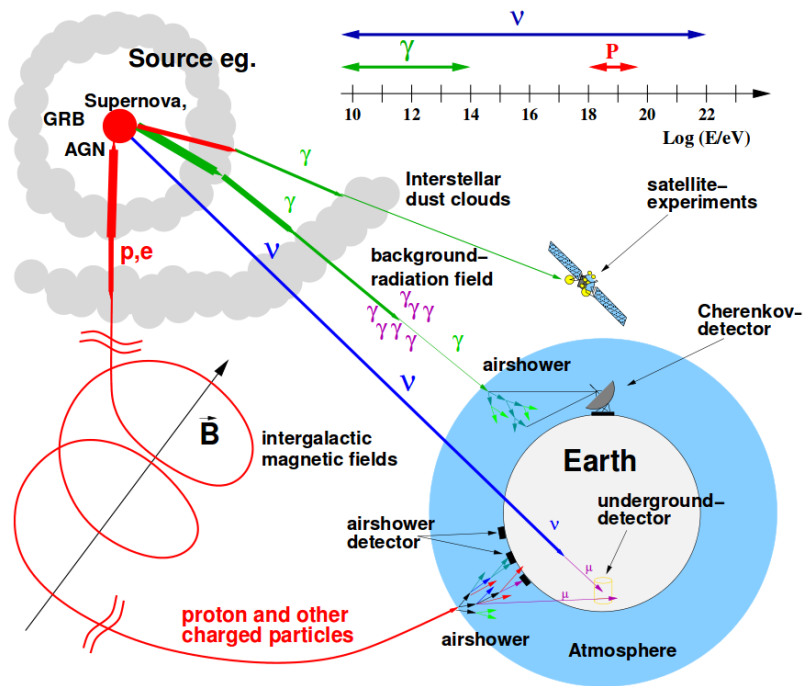 ν
γ
P
10 12 14 16 18 20 22
Log (E/eV)
Source eg.
Supernova,
GRB
AGN
γ
Interstellar
dust clouds
satellite–
experiments
γ
ν
p,e
background–
radiation field
γγγ
γγγγ
γ
Cherenkov–
detector
airshower
ν
B
intergalactic
magnetic fields
Earth
underground–
detector
airshower
detector
ν
μ
μ
proton and other
charged particles
airshower
Atmosphere